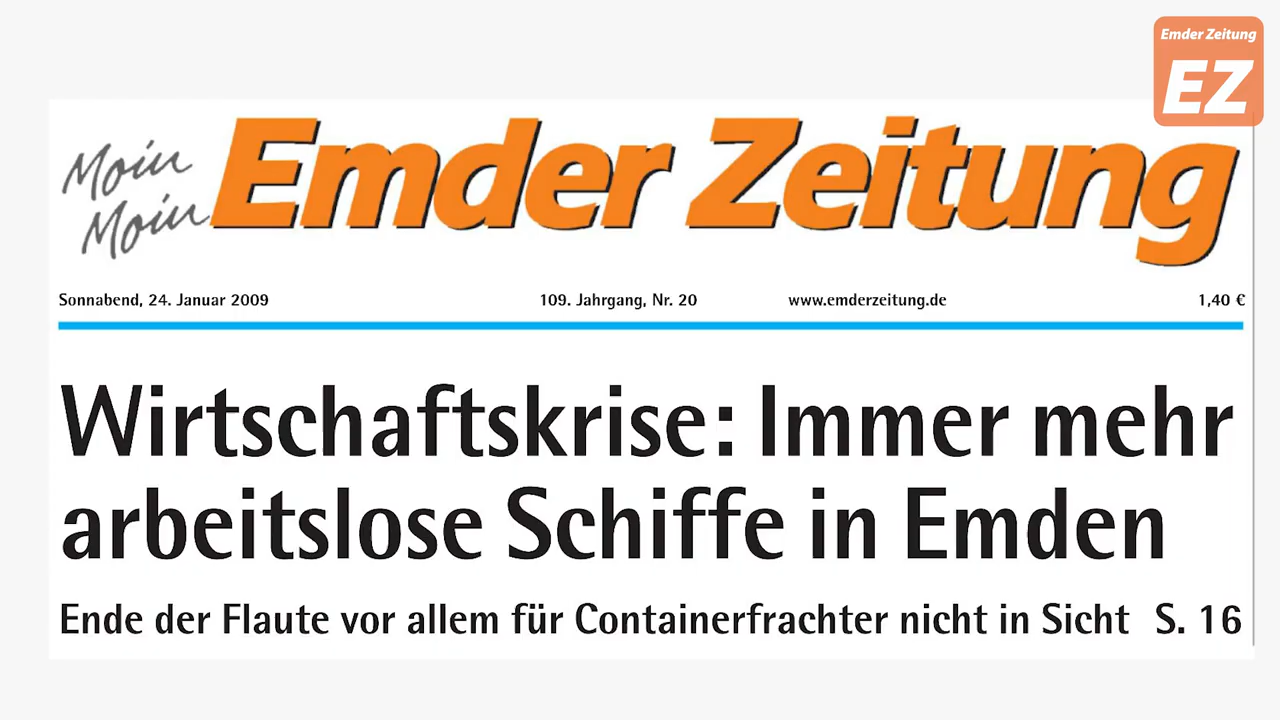 Emder Zeitung
EZ
Moin
Moin
Emder Zeitung
Sonnabend, 24. Januar 2009 109. Jahrgang, Nr. 20 www.emderzeitung.de 1,40 €
Wirtschaftskrise: Immer mehr
arbeitslose Schiffe in Emden
Ende der Flaute vor allem für Containerfrachter nicht in Sicht S. 16